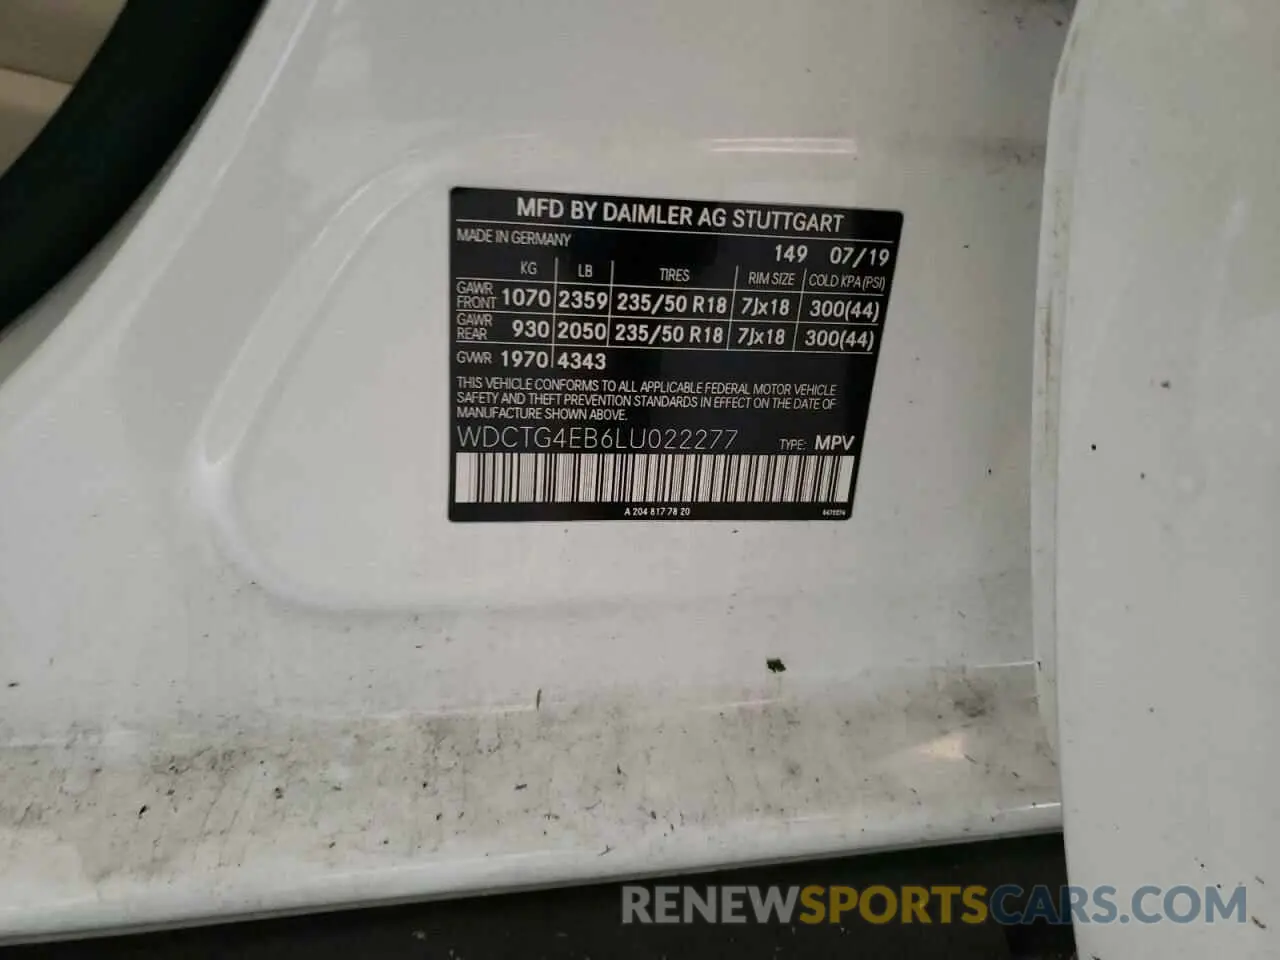 MFD BY DAIMLER AG STUTTGART
MADE IN GERMANY
149 07/19
KG LB TIRES RIM SIZE COLD KPA (PSI)
GAWR FRONT 1070 2359 235/50 R18 7Jx18 300(44)
GAWR REAR 930 2050 235/50 R18 7Jx18 300(44)
GVWR 1970 4343
THIS VEHICLE CONFORMS TO ALL APPLICABLE FEDERAL MOTOR VEHICLE
SAFETY AND THEFT PREVENTION STANDARDS IN EFFECT ON THE DATE OF
MANUFACTURE SHOWN ABOVE.
WDCTG4EB6LU022277 TYPE: MPV
A 204 817 78 20
RENEWSPORTSCARS.COM